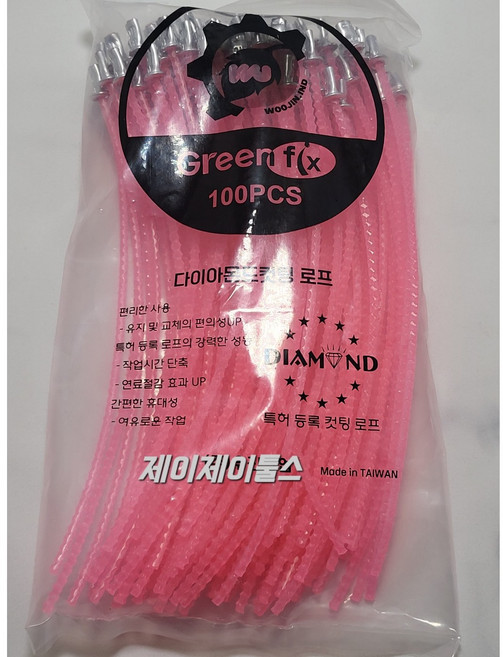 WU
WOOJIN.IND
Green fix
100PCS
다이아몬드컷팅 로프
편리한 사용
- 유지 및 교체의 편의성UP
특허 등록 로프의 강력한 성능
- 작업시간 단축
- 연료절감 효과 UP
간편한 휴대성
- 여유로운 작업
DIAMOND
특허 등록 컷팅 로프
제이제이툴스
Made in TAIWAN